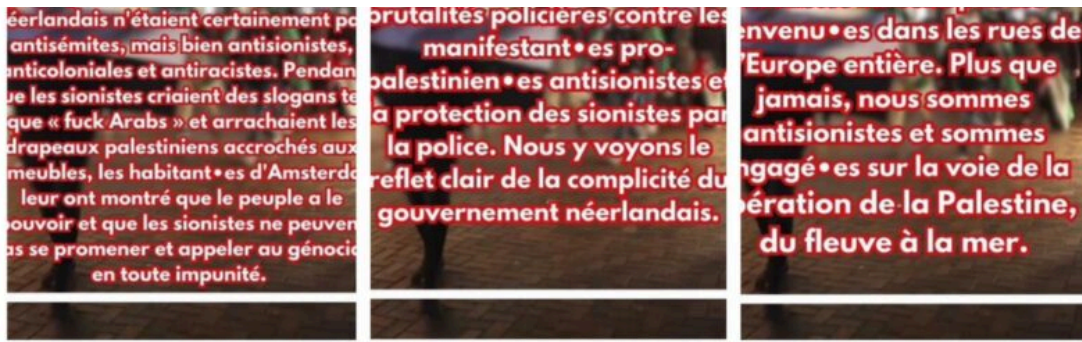 éerlandais n'étaient certainement pa
antisémites, mais bien antisionistes,
anticoloniales et antiracistes. Pendan
ue les sionistes criaient des slogans te
que « fuck Arabs » et arrachaient les
drapeaux palestiniens accrochés aux
meubles, les habitant•es d'Amsterda
leur ont montré que le peuple a le
pouvoir et que les sionistes ne peuven
as se promener et appeler au génocid
en toute impunité.
brutalités policières contre les
manifestant•es pro-
palestinien•es antisionistes et
a protection des sionistes par
la police. Nous y voyons le
reflet clair de la complicité du
gouvernement néerlandais.
envenu•es dans les rues de
l'Europe entière. Plus que
jamais, nous sommes
antisionistes et sommes
ngagé•es sur la voie de la
bération de la Palestine,
du fleuve à la mer.